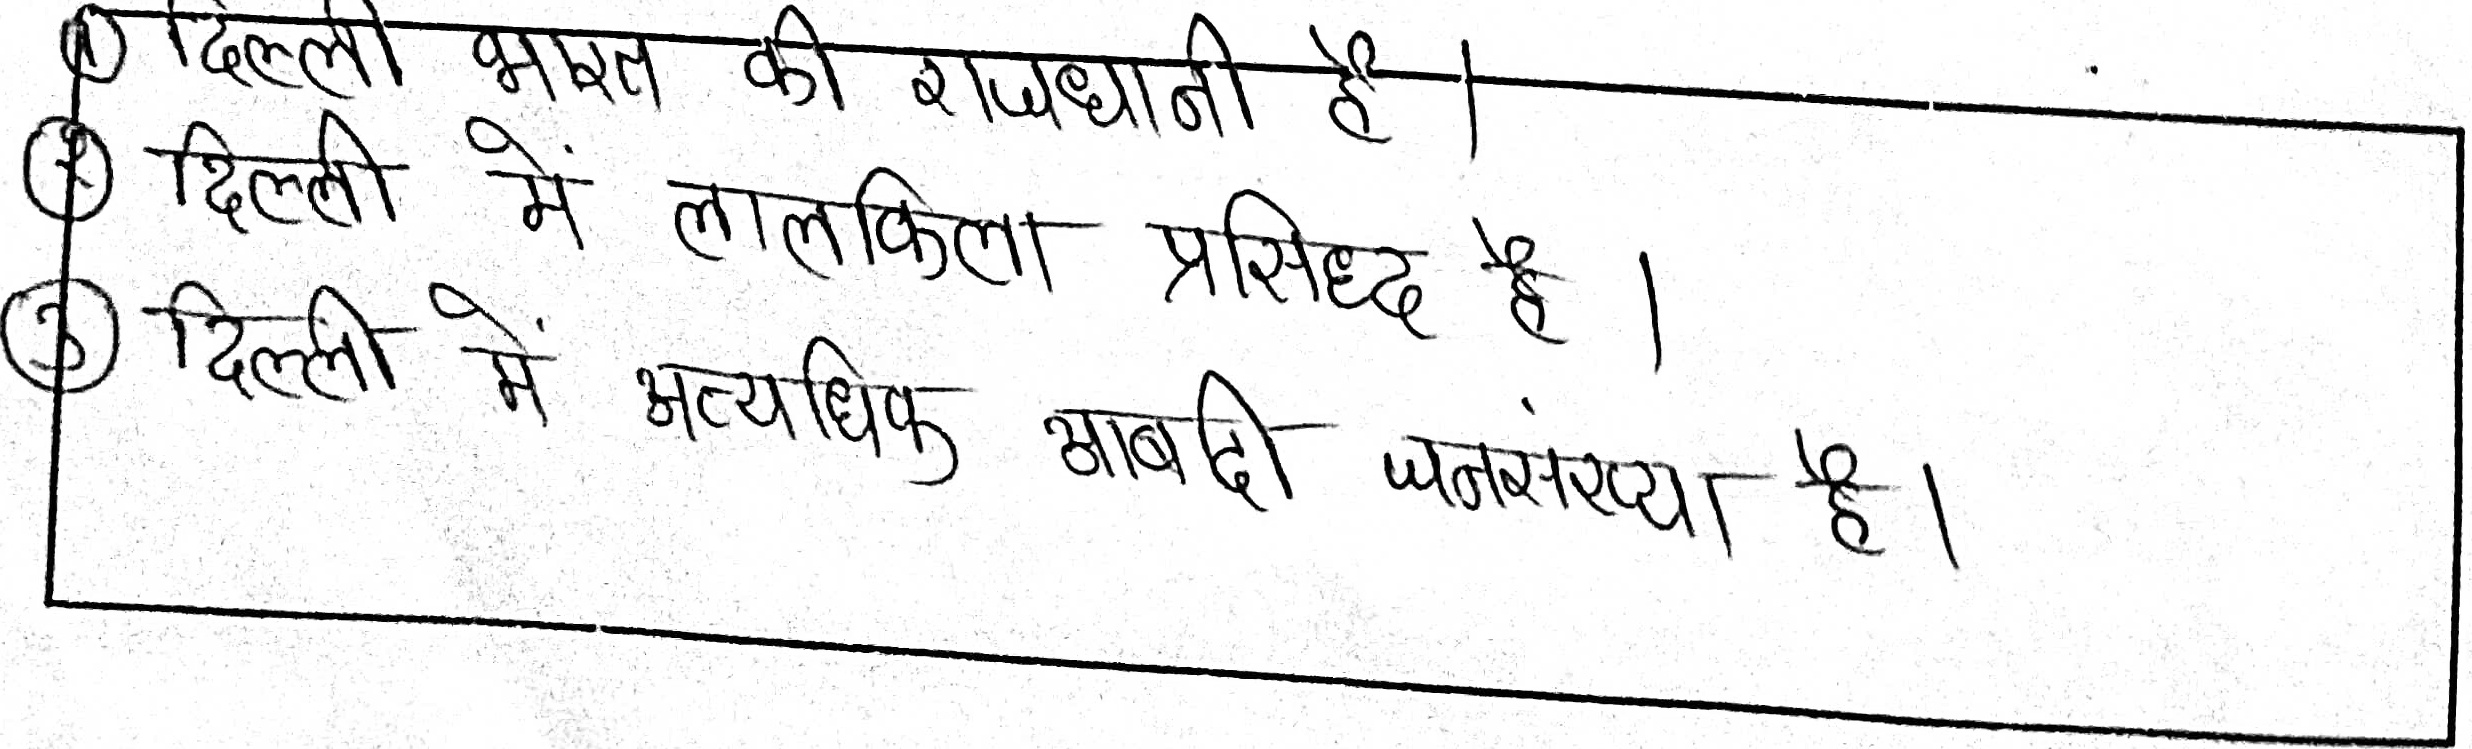 ① दिल्ली भारत की राजधानी है।
② दिल्ली में लालकिला प्रसिध्द है।
③ दिल्ली में अत्यधिक आबादी जनसंख्या है।